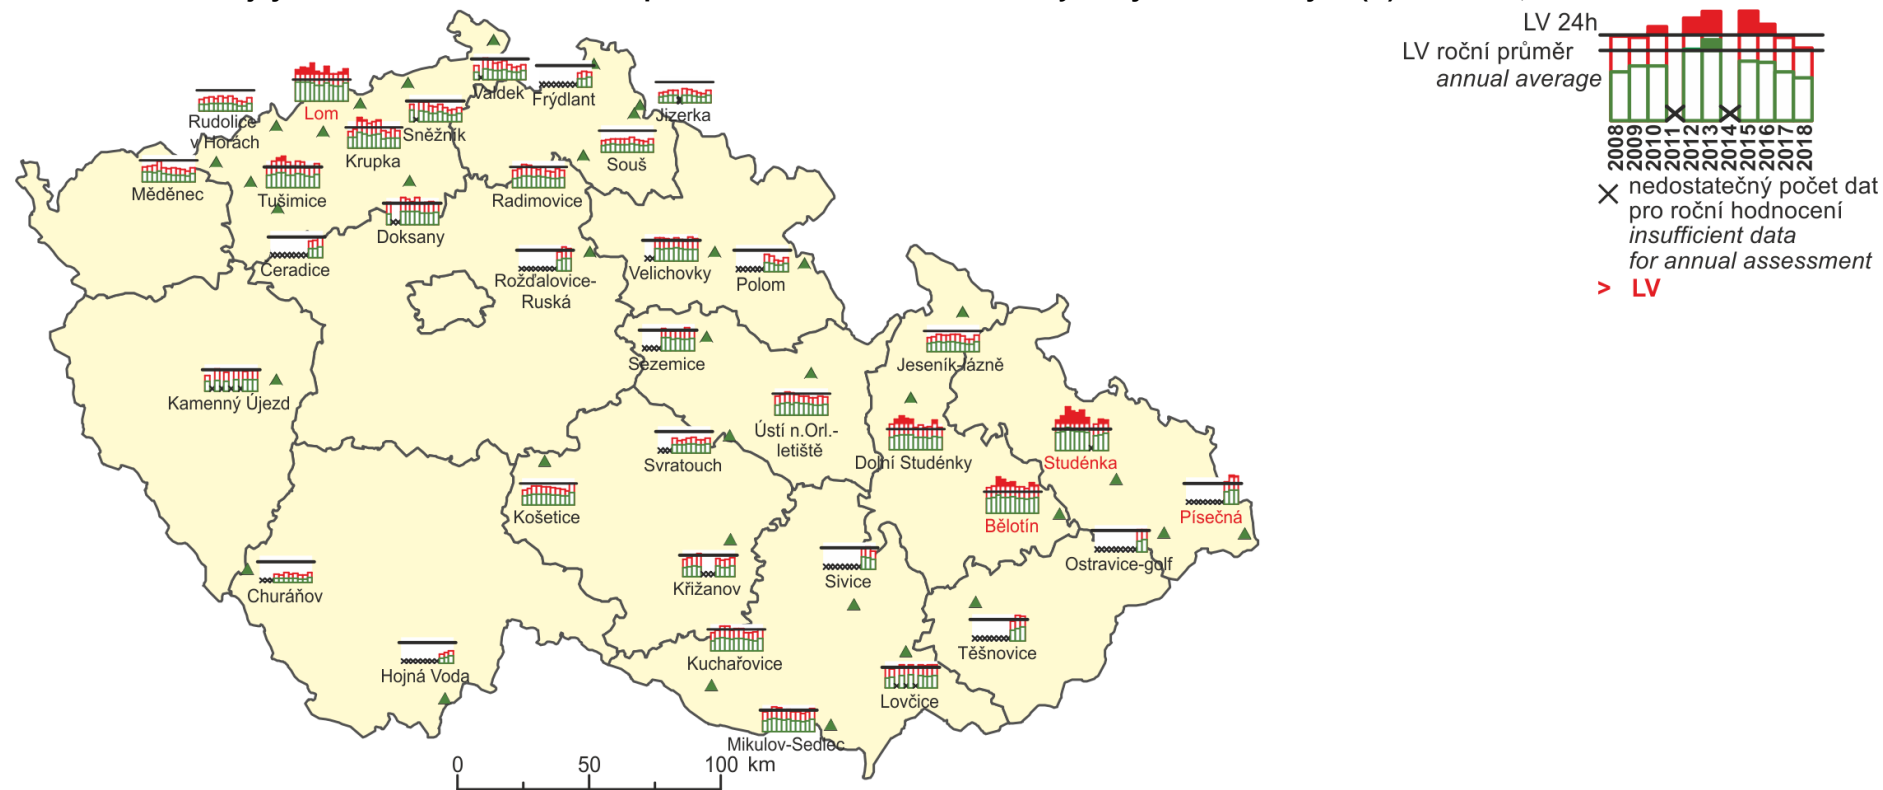 LV 24h
LV roční průměr
annual average
2008 2009 2010 2011 2012 2013 2014 2015 2016 2017 2018
nedostatečný počet dat
pro roční hodnocení
insufficient data
for annual assessment
> LV
Valdek
Frýdlant
Jizerka
Rudolice
v Horách
Lom
Sněžník
Krupka
Souš
Měděnec
Tušimice
Radimovice
Doksany
Ceradice
Rožďalovice-
Ruská
Velichovky
Polom
Sezemice
Jeseník-lázně
Kamenný Újezd
Ústí n.Orl.-
letiště
Svratouch
Dolní Studénky
Studénka
Košetice
Bělotín
Písečná
Ostravice-golf
Churáňov
Křižanov
Sivice
Těšnovice
Hojná Voda
Kuchařovice
Lovčice
Mikulov-Sedlec
0 50 100 km